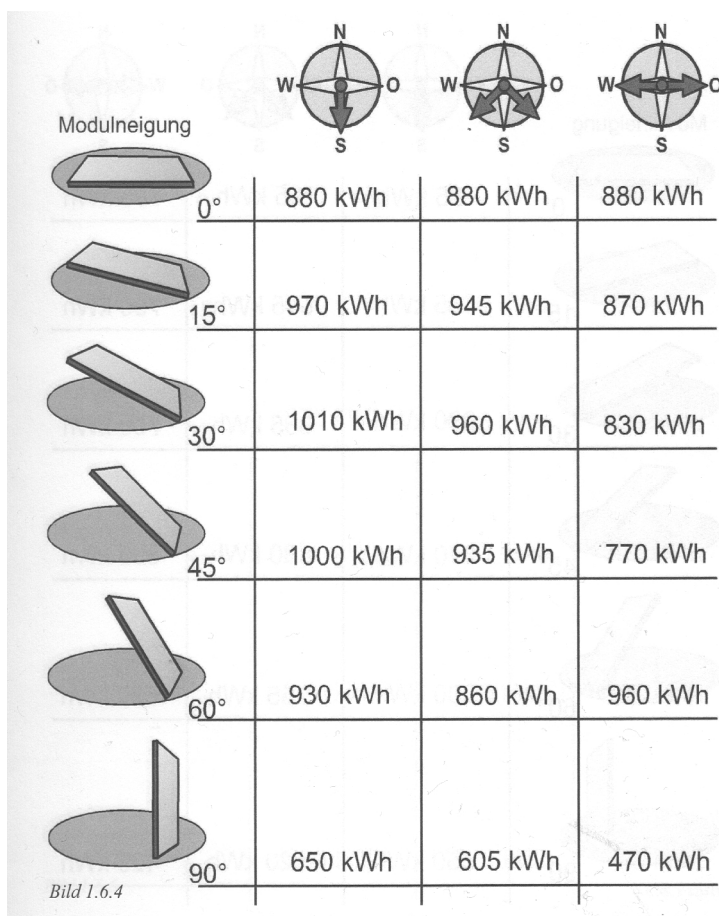 N N N
W O W O W O
S S S
Modulneigung
0° 880 kWh 880 kWh 880 kWh
15° 970 kWh 945 kWh 870 kWh
30° 1010 kWh 960 kWh 830 kWh
45° 1000 kWh 935 kWh 770 kWh
60° 930 kWh 860 kWh 960 kWh
90° 650 kWh 605 kWh 470 kWh
Bild 1.6.4